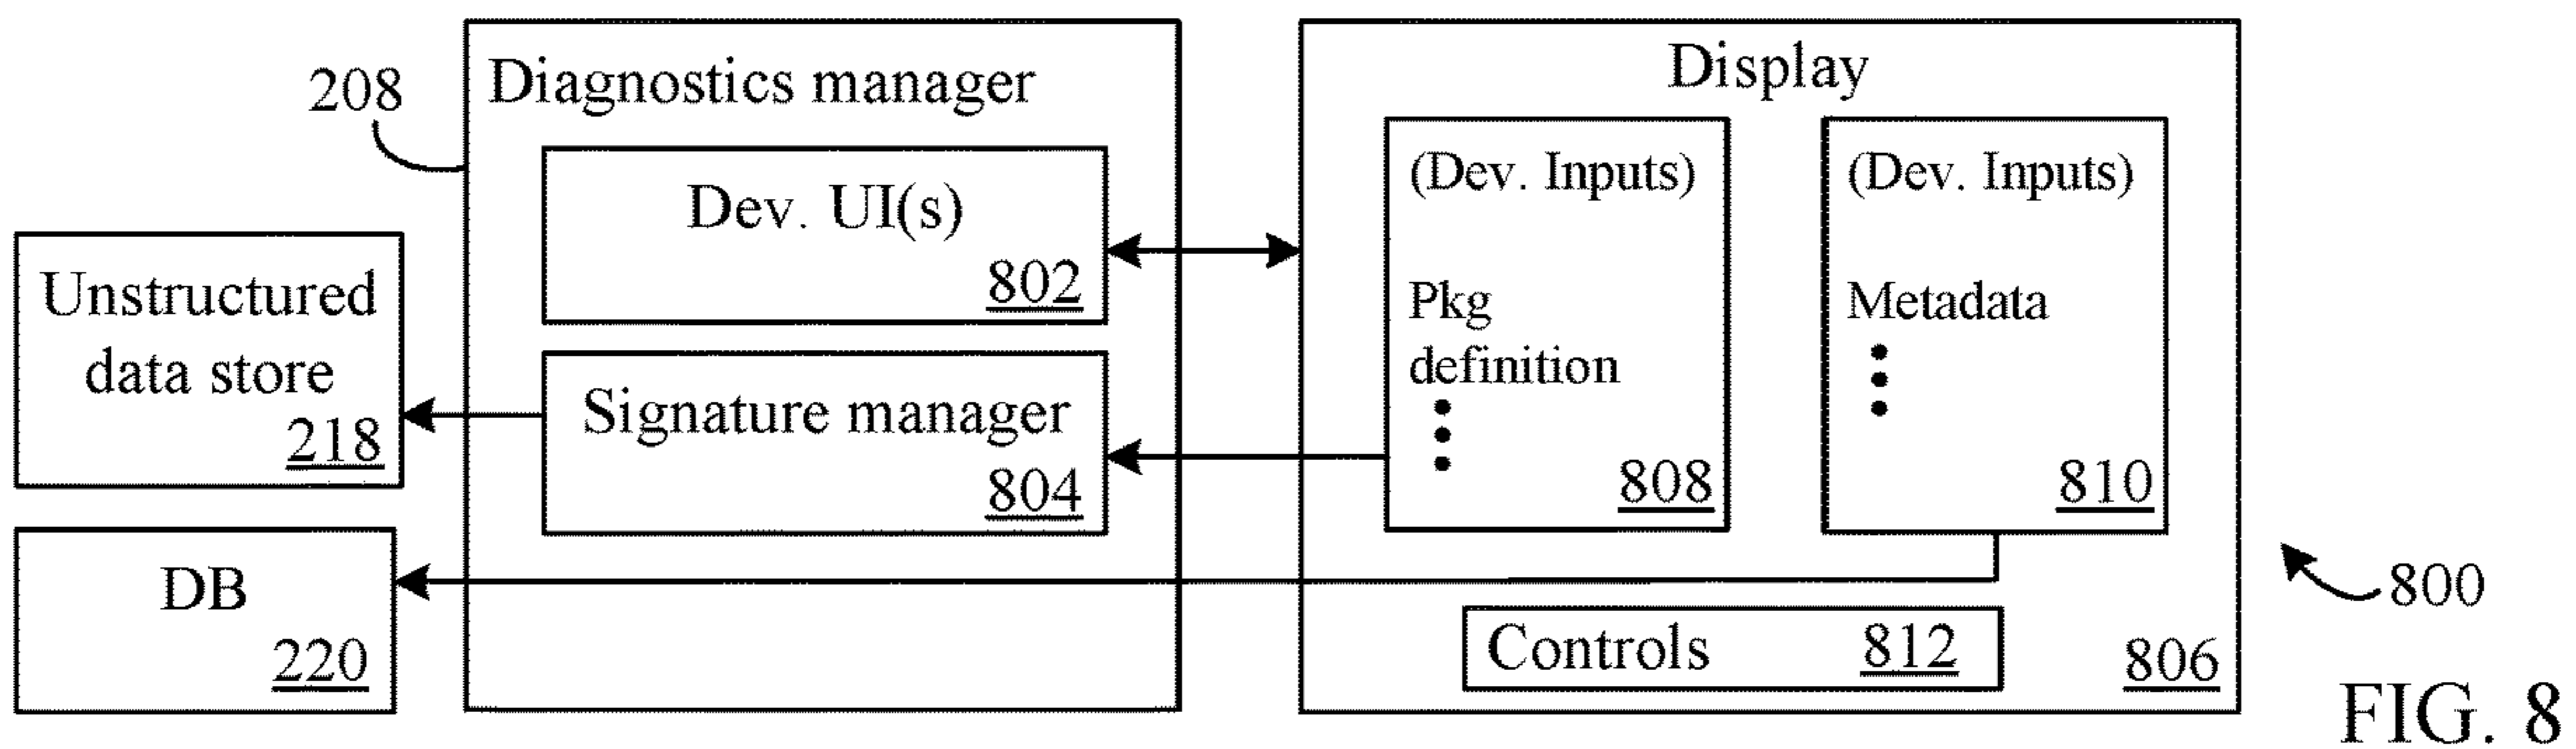 208
Diagnostics manager
Dev. UI(s)
802
Signature manager
804
Unstructured
data store
218
DB
220
Display
(Dev. Inputs)
Pkg
definition
808
(Dev. Inputs)
Metadata
810
Controls 812
806
800
FIG. 8